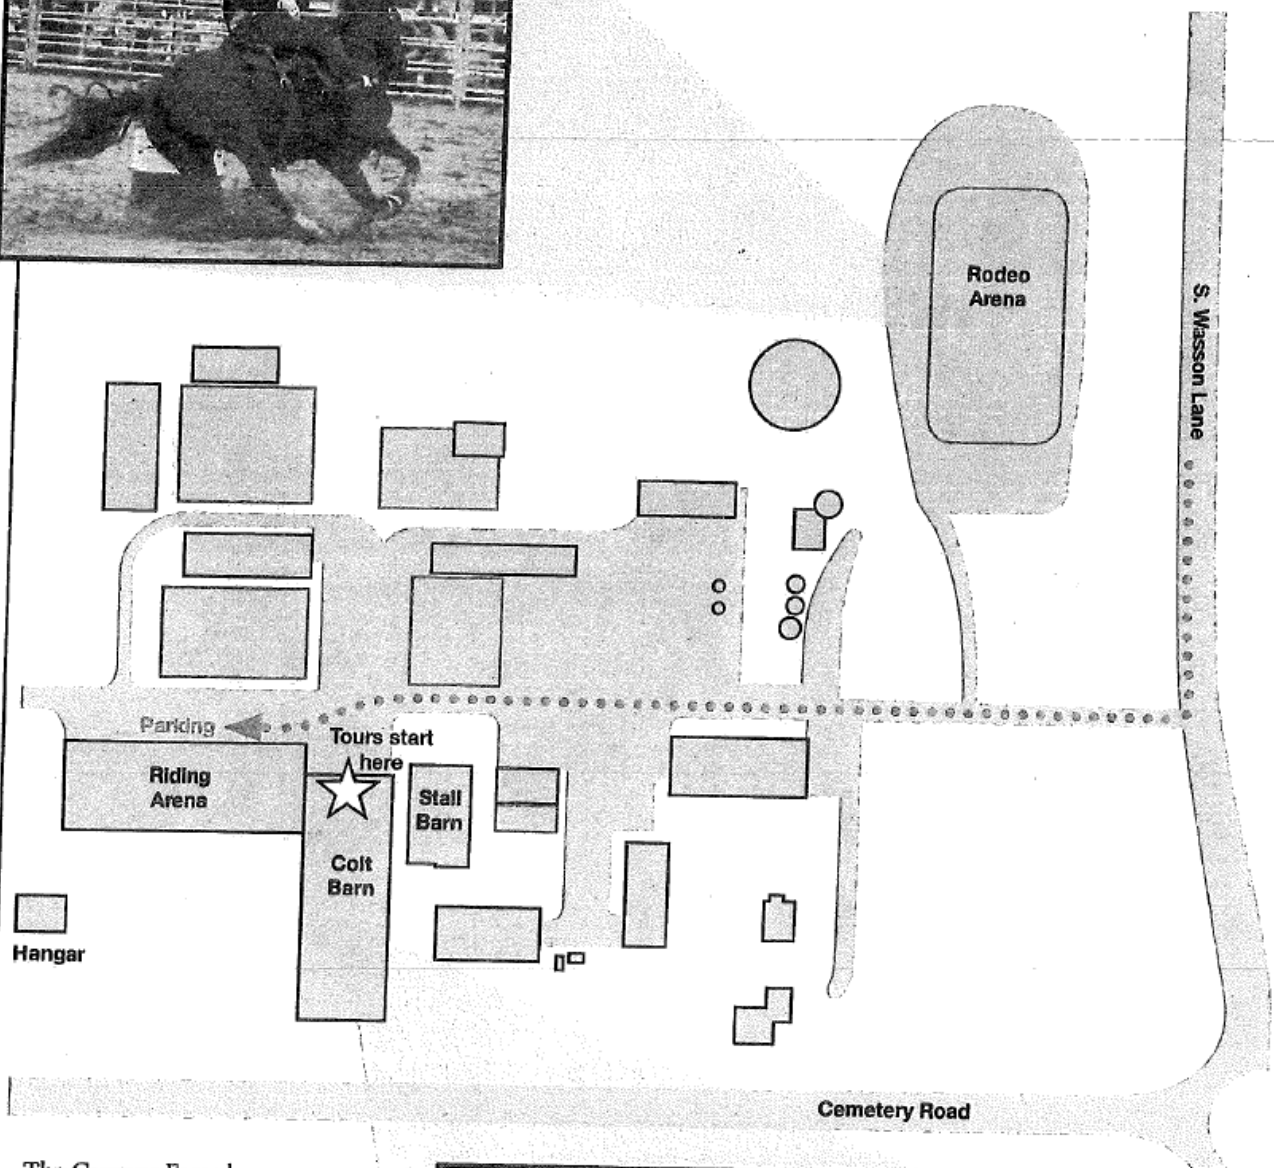 Rodeo
Arena
S. Wasson Lane
Parking
Tours start
here
Riding
Arena
Stall
Barn
Colt
Barn
Hangar
Cemetery Road